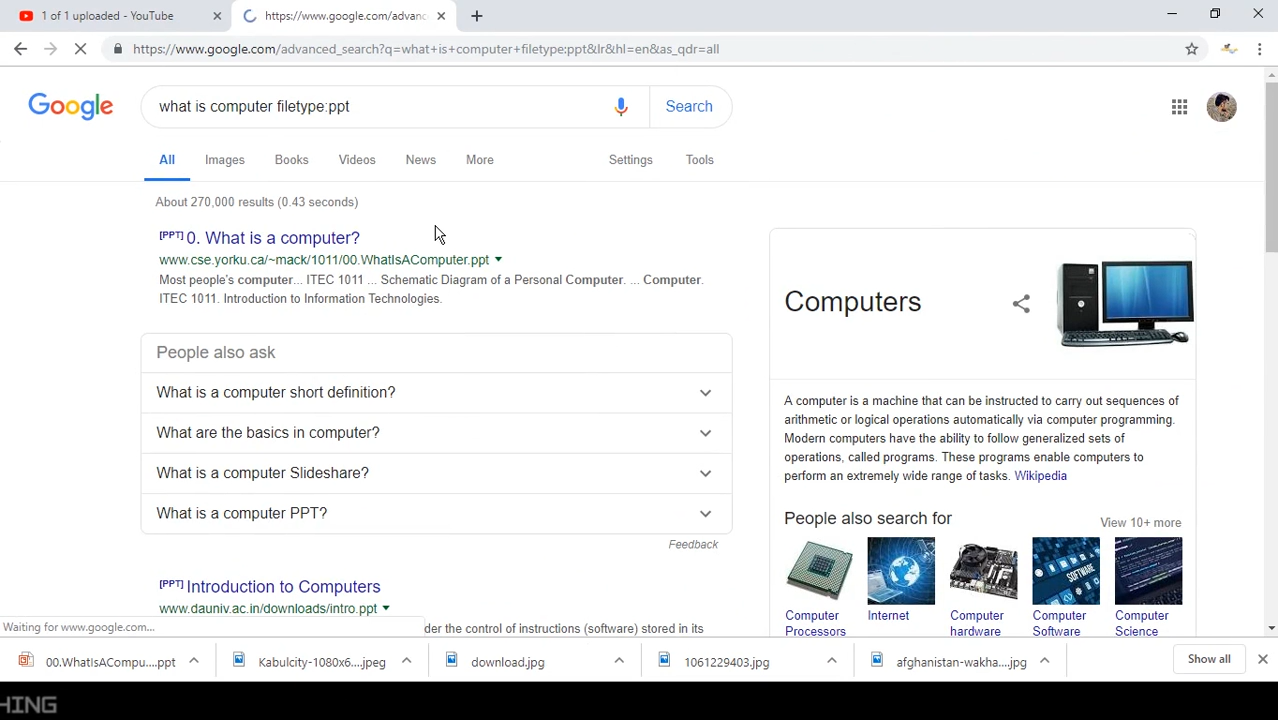 1 of 1 uploaded - YouTube
https://www.google.com/advanc
https://www.google.com/advanced_search?q=what+is+computer+filetype:ppt&lr&hl=en&as_qdr=all
Google
what is computer filetype:ppt
Search
All Images Books Videos News More Settings Tools
About 270,000 results (0.43 seconds)
[PPT] 0. What is a computer?
www.cse.yorku.ca/~mack/1011/00.WhatIsAComputer.ppt
Most people's computer... ITEC 1011 ... Schematic Diagram of a Personal Computer. ... Computer.
ITEC 1011. Introduction to Information Technologies.
People also ask
What is a computer short definition?
What are the basics in computer?
What is a computer Slideshare?
What is a computer PPT?
Feedback
[PPT] Introduction to Computers
www.dauniv.ac.in/downloads/intro.ppt
der the control of instructions (software) stored in its
Computers
A computer is a machine that can be instructed to carry out sequences of
arithmetic or logical operations automatically via computer programming.
Modern computers have the ability to follow generalized sets of
operations, called programs. These programs enable computers to
perform an extremely wide range of tasks. Wikipedia
People also search for
View 10+ more
SOFTWARE
Computer Processors
Internet
Computer hardware
Computer Software
Computer Science
Waiting for www.google.com...
00.WhatIsACompu....ppt
Kabulcity-1080x6....jpeg
download.jpg
1061229403.jpg
afghanistan-wakha....jpg
Show all
HING